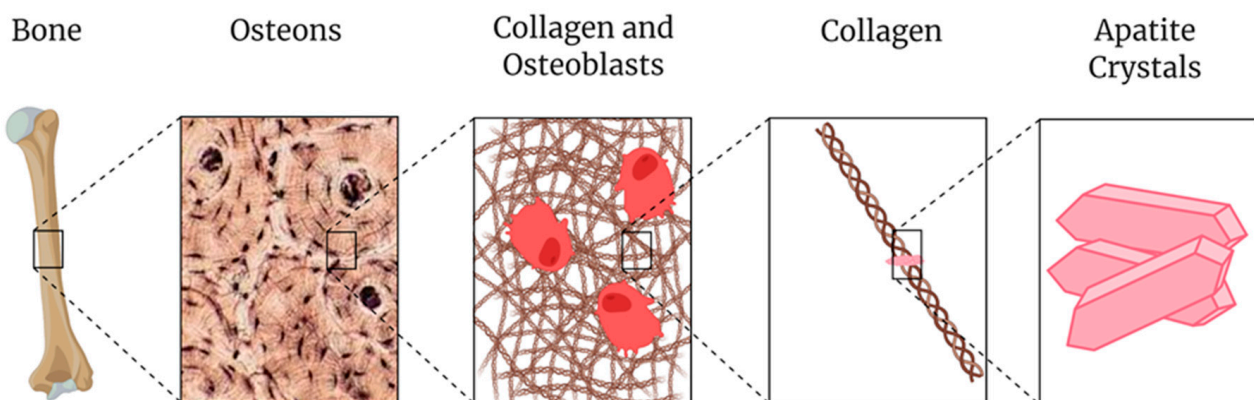 Bone
Osteons
Collagen and
Osteoblasts
Collagen
Apatite
Crystals